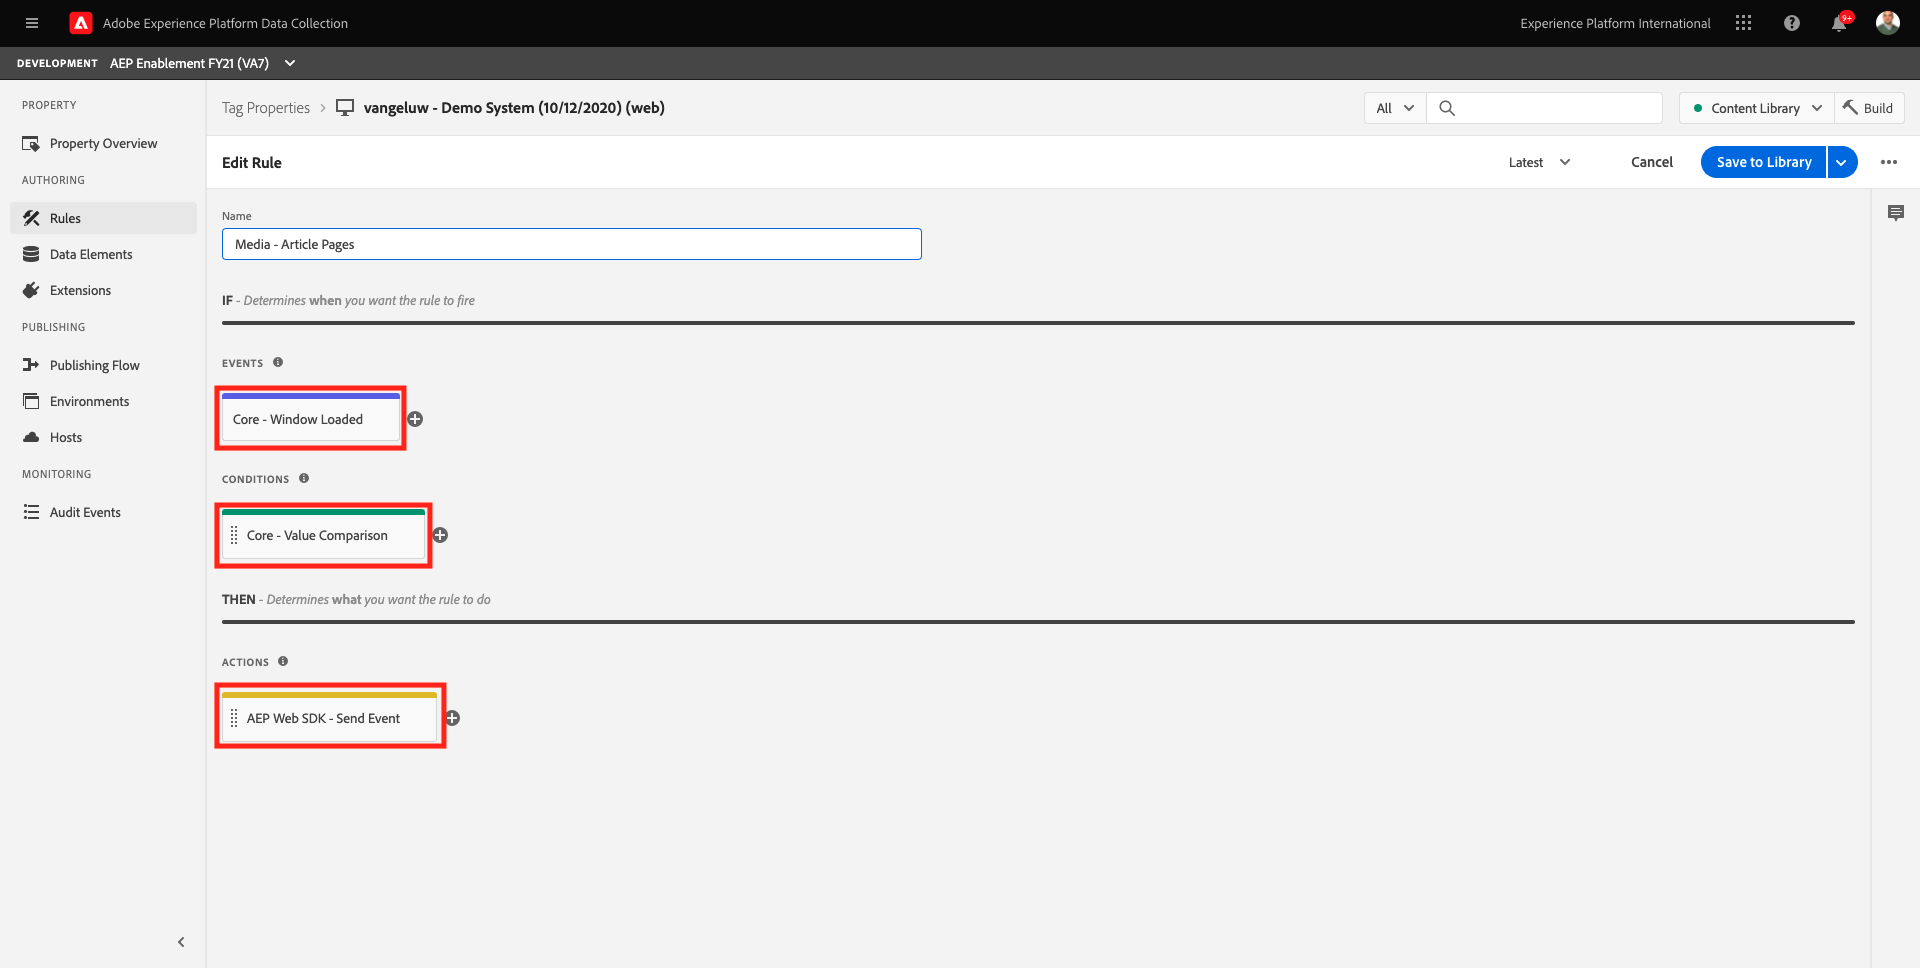 Adobe Experience Platform Data Collection
Experience Platform International
9+
DEVELOPMENT AEP Enablement FY21 (VA7)
PROPERTY
Property Overview
AUTHORING
Rules
Data Elements
Extensions
PUBLISHING
Publishing Flow
Environments
Hosts
MONITORING
Audit Events
Tag Properties > vangeluw - Demo System (10/12/2020) (web)
All
Content Library
Build
Edit Rule
Latest
Cancel
Save to Library
Name
Media - Article Pages
IF - Determines when you want the rule to fire
EVENTS
Core - Window Loaded
CONDITIONS
Core - Value Comparison
THEN - Determines what you want the rule to do
ACTIONS
AEP Web SDK - Send Event